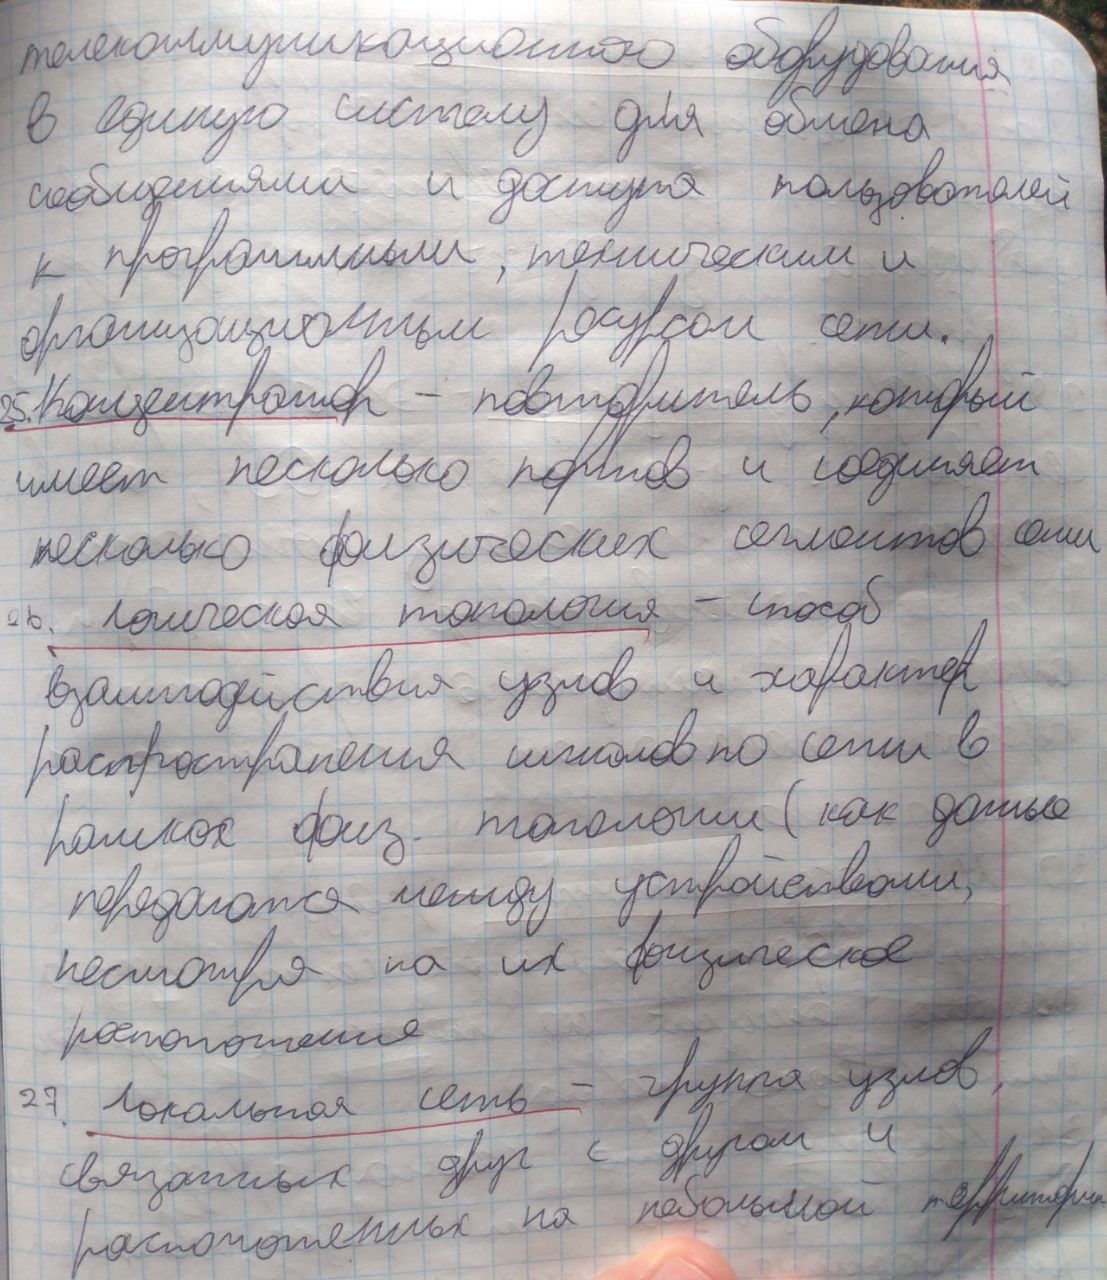 телекоммуникационного оборудования
в единую систему для обмена
сообщениями и доступа пользователей
к программным, техническим и
организационным ресурсам сети.
25. Концентратор - повторитель, который
имеет несколько портов и соединяет
несколько физических сегментов сети
26. Логическая топология - способ
взаимодействия узлов и характер
распространения сигналов по сети в
рамках физ. топологии (как данные
передаются между устройствами,
несмотря на их физическое
расположения
27. Локальная сеть - группа узлов,
связанных друг с другом и
расположенных на небольшой территории